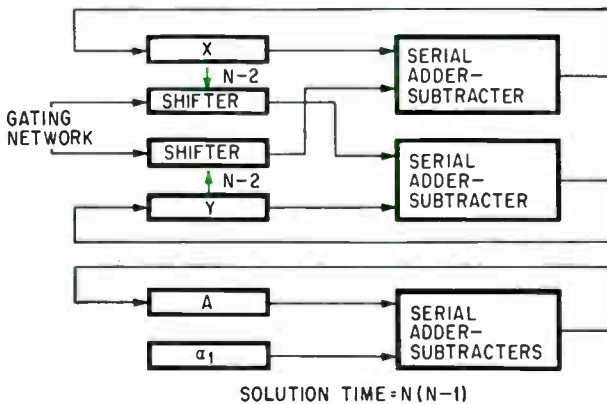 X
N-2
SHIFTER
GATING
NETWORK
SHIFTER
N-2
Y
SERIAL
ADDER-
SUBTRACTER
SERIAL
ADDER-
SUBTRACTER
A
α1
SERIAL
ADDER-
SUBTRACTERS
SOLUTION TIME=N(N-1)